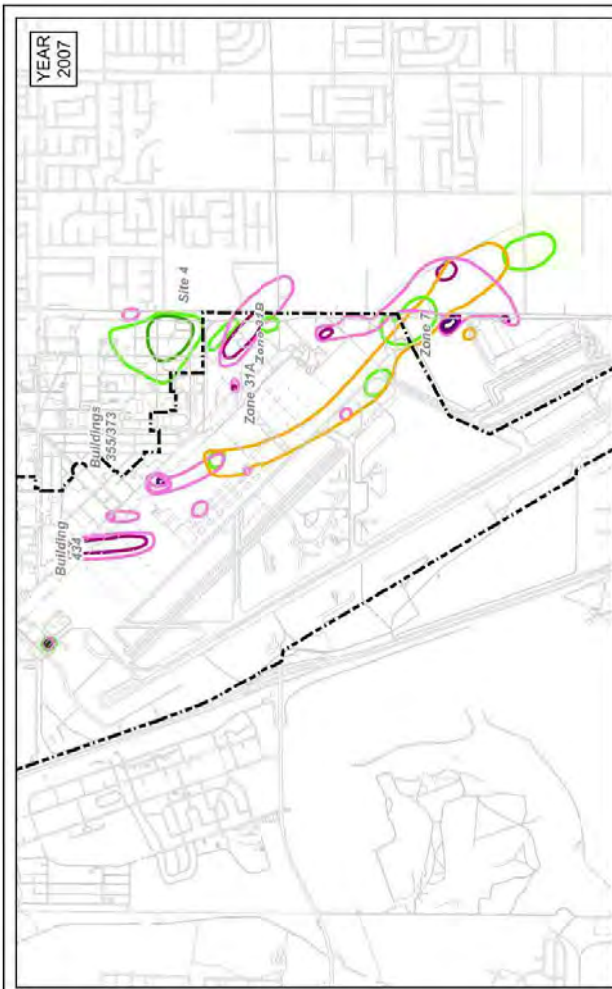 YEAR
2007
Site 4
Buildings
355/373
Zone 31B
Zone 31A
Zone 7
Building
434